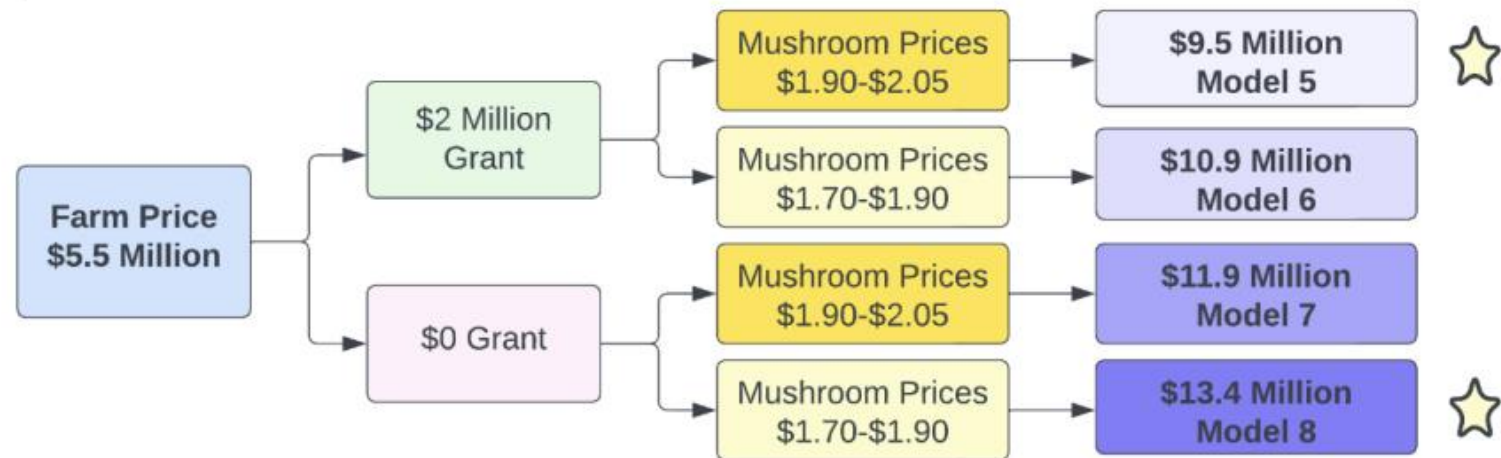 Farm Price
$5.5 Million
$2 Million
Grant
$0 Grant
Mushroom Prices
$1.90-$2.05
Mushroom Prices
$1.70-$1.90
Mushroom Prices
$1.90-$2.05
Mushroom Prices
$1.70-$1.90
$9.5 Million
Model 5
$10.9 Million
Model 6
$11.9 Million
Model 7
$13.4 Million
Model 8